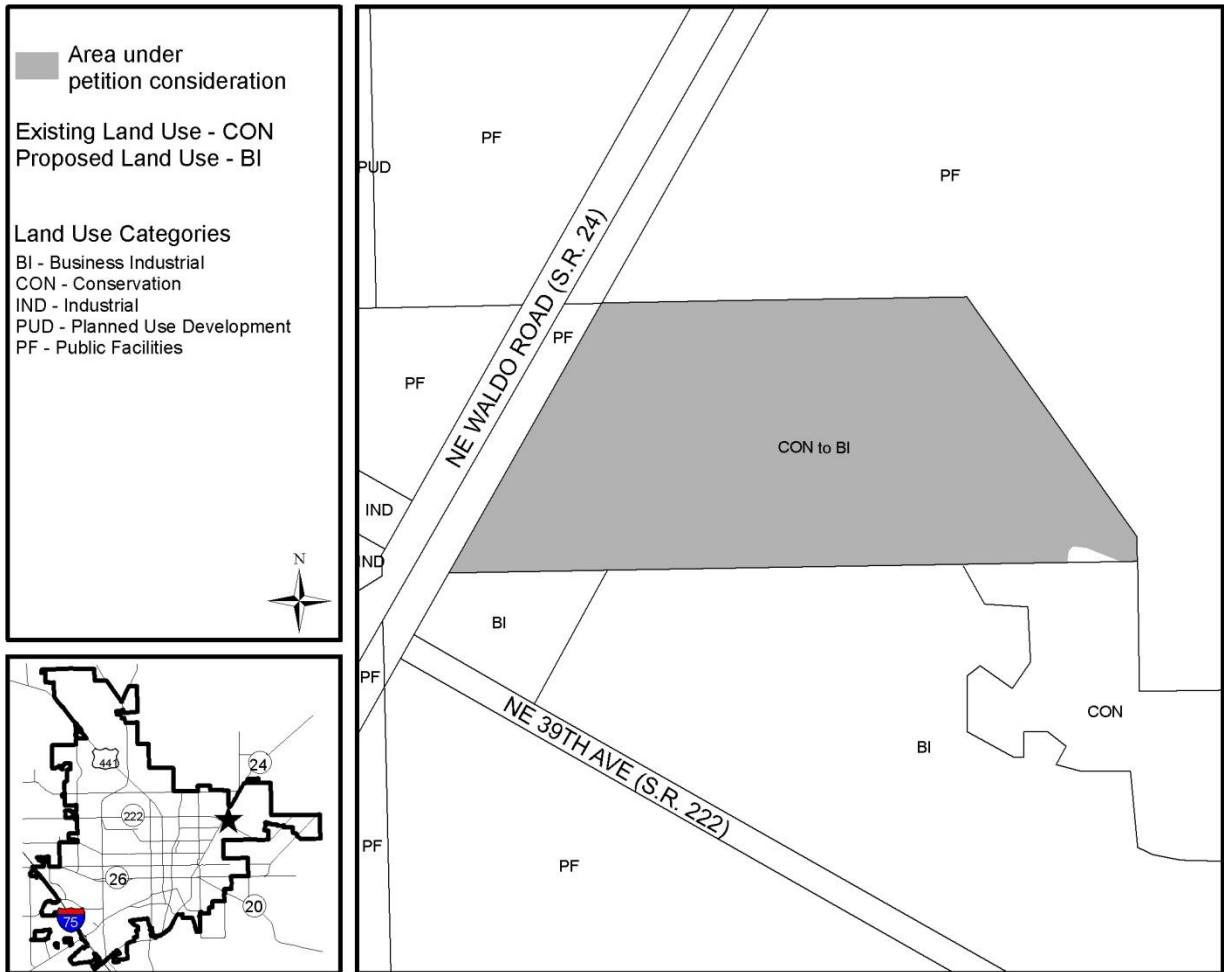 Area under
petition consideration
Existing Land Use - CON
Proposed Land Use - BI
Land Use Categories
BI - Business Industrial
CON - Conservation
IND - Industrial
PUD - Planned Use Development
PF - Public Facilities
N
441
24
222
26
20
75
PF
PUD
PF
NE WALDO ROAD (S.R. 24)
PF
PF
CON to BI
IND
IND
BI
PF
NE 39TH AVE (S.R. 222)
CON
BI
PF
PF